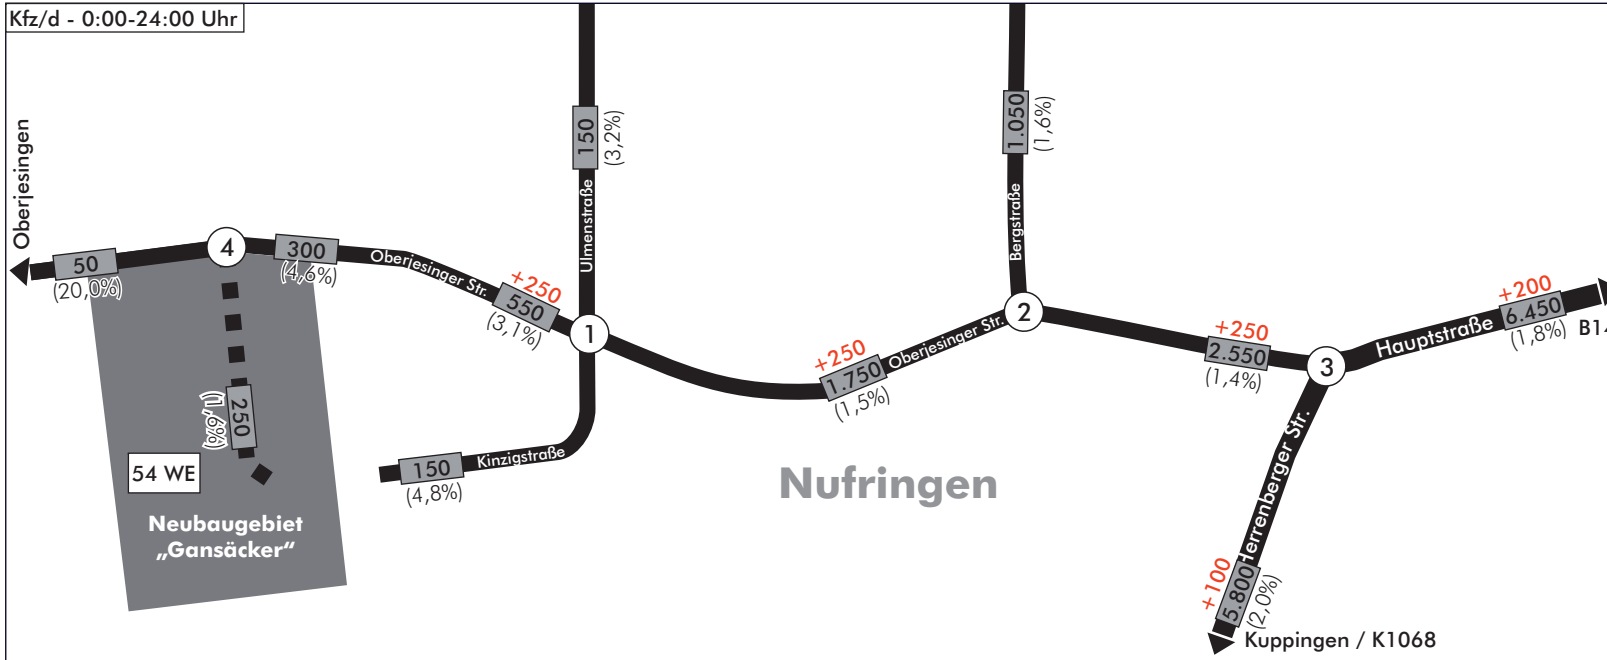 Kfz/d - 0:00-24:00 Uhr
Oberjesingen
50
(20,0%)
4
300
(4,6%)
Oberjesinger Str.
+250
550
(3,1%)
150
(3,2%)
Ulmenstraße
1
Kinzigstraße
150
(4,8%)
250
(1,6%)
54 WE
Neubaugebiet
„Gansäcker“
+250
1.750
(1,5%)
Oberjesinger Str.
1.050
(1,6%)
Bergstraße
2
+250
2.550
(1,4%)
3
Hauptstraße
+200
6.450
(1,8%)
B14
Herrenberger Str.
+100
5.800
(2,0%)
Kuppingen / K1068
Nufringen